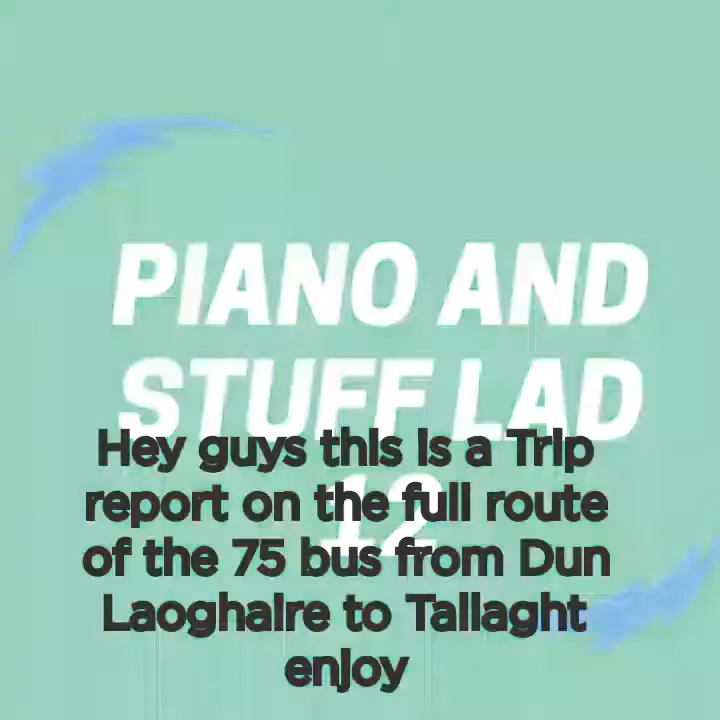 PIANO AND
STUFF LAD
12
Hey guys this is a Trip
report on the full route
of the 75 bus from Dun
Laoghaire to Tallaght
enjoy